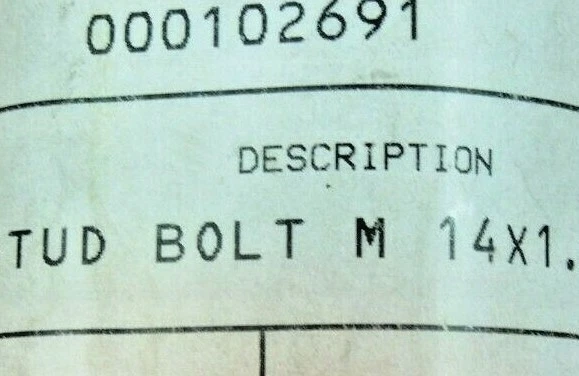 000102691
DESCRIPTION
TUD BOLT M 14X1.